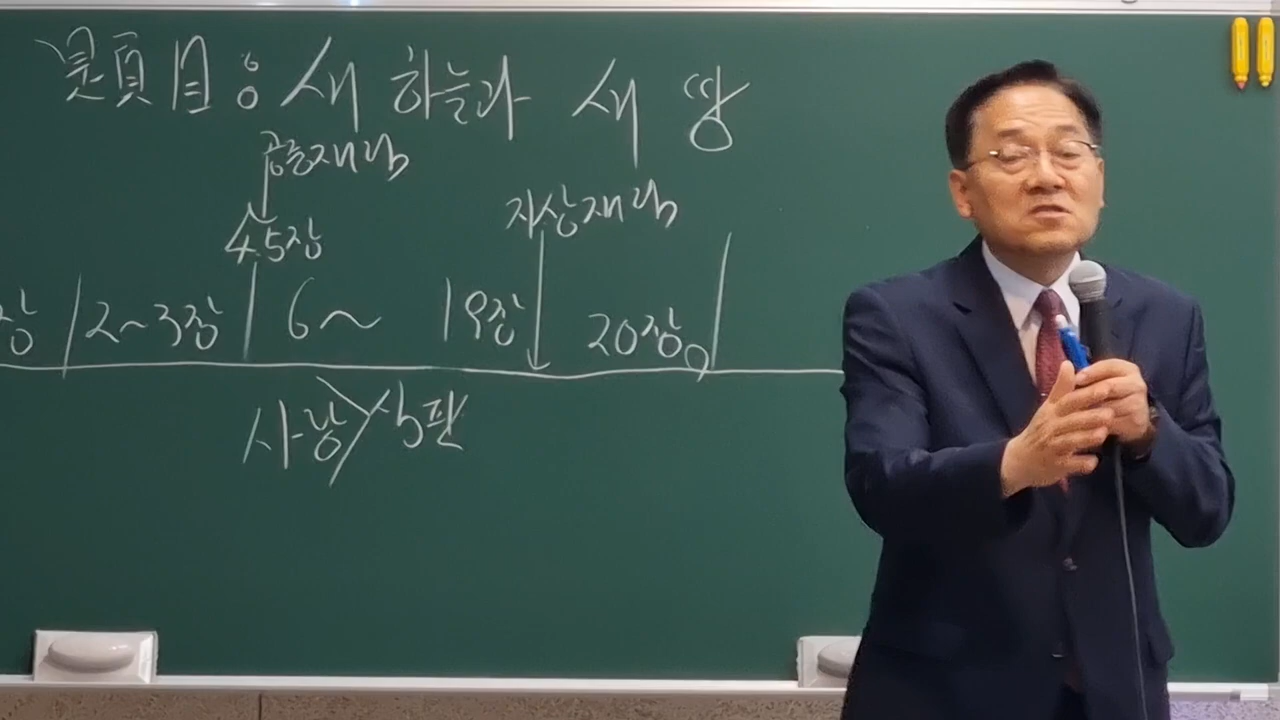 題目: 새 하늘과 새 땅
공중재림
지상재림
4.5장
장 2~3장 6~ 19장 20장
사랑/심판